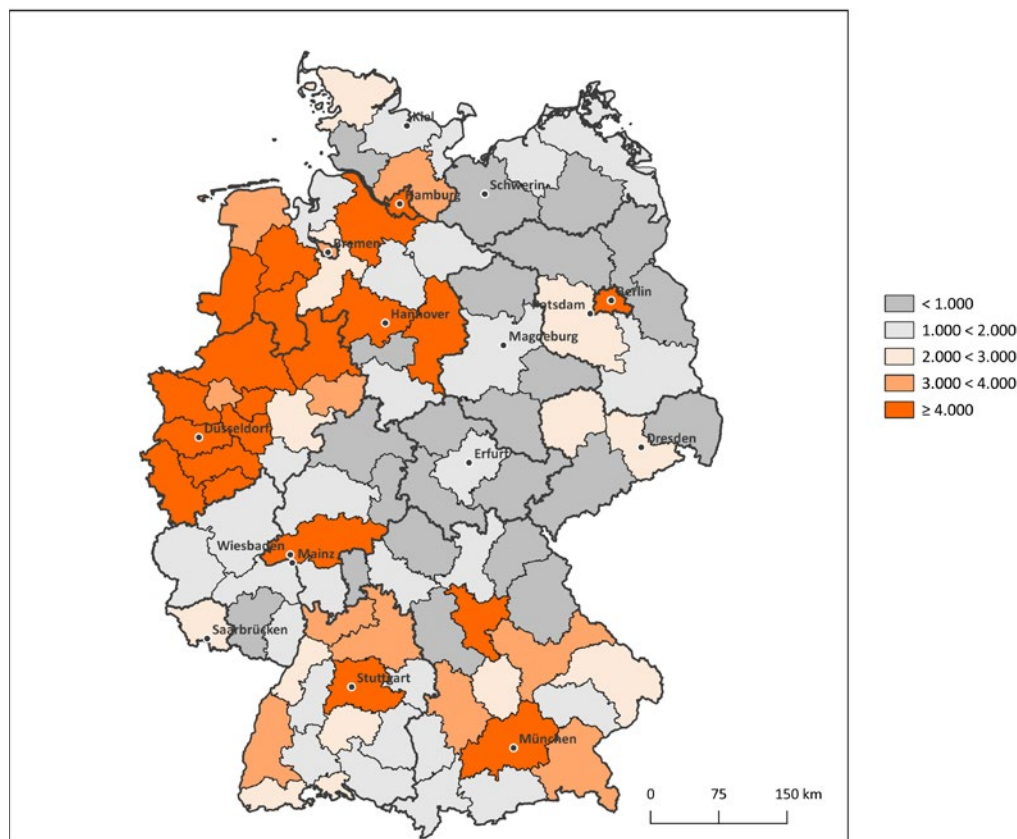 Kiel
Schwerin
Hamburg
Bremen
Berlin
Potsdam
Hannover
Magdeburg
Düsseldorf
Dresden
Erfurt
Wiesbaden
Mainz
Saarbrücken
Stuttgart
München
< 1.000
1.000 < 2.000
2.000 < 3.000
3.000 < 4.000
≥ 4.000
0 75 150 km